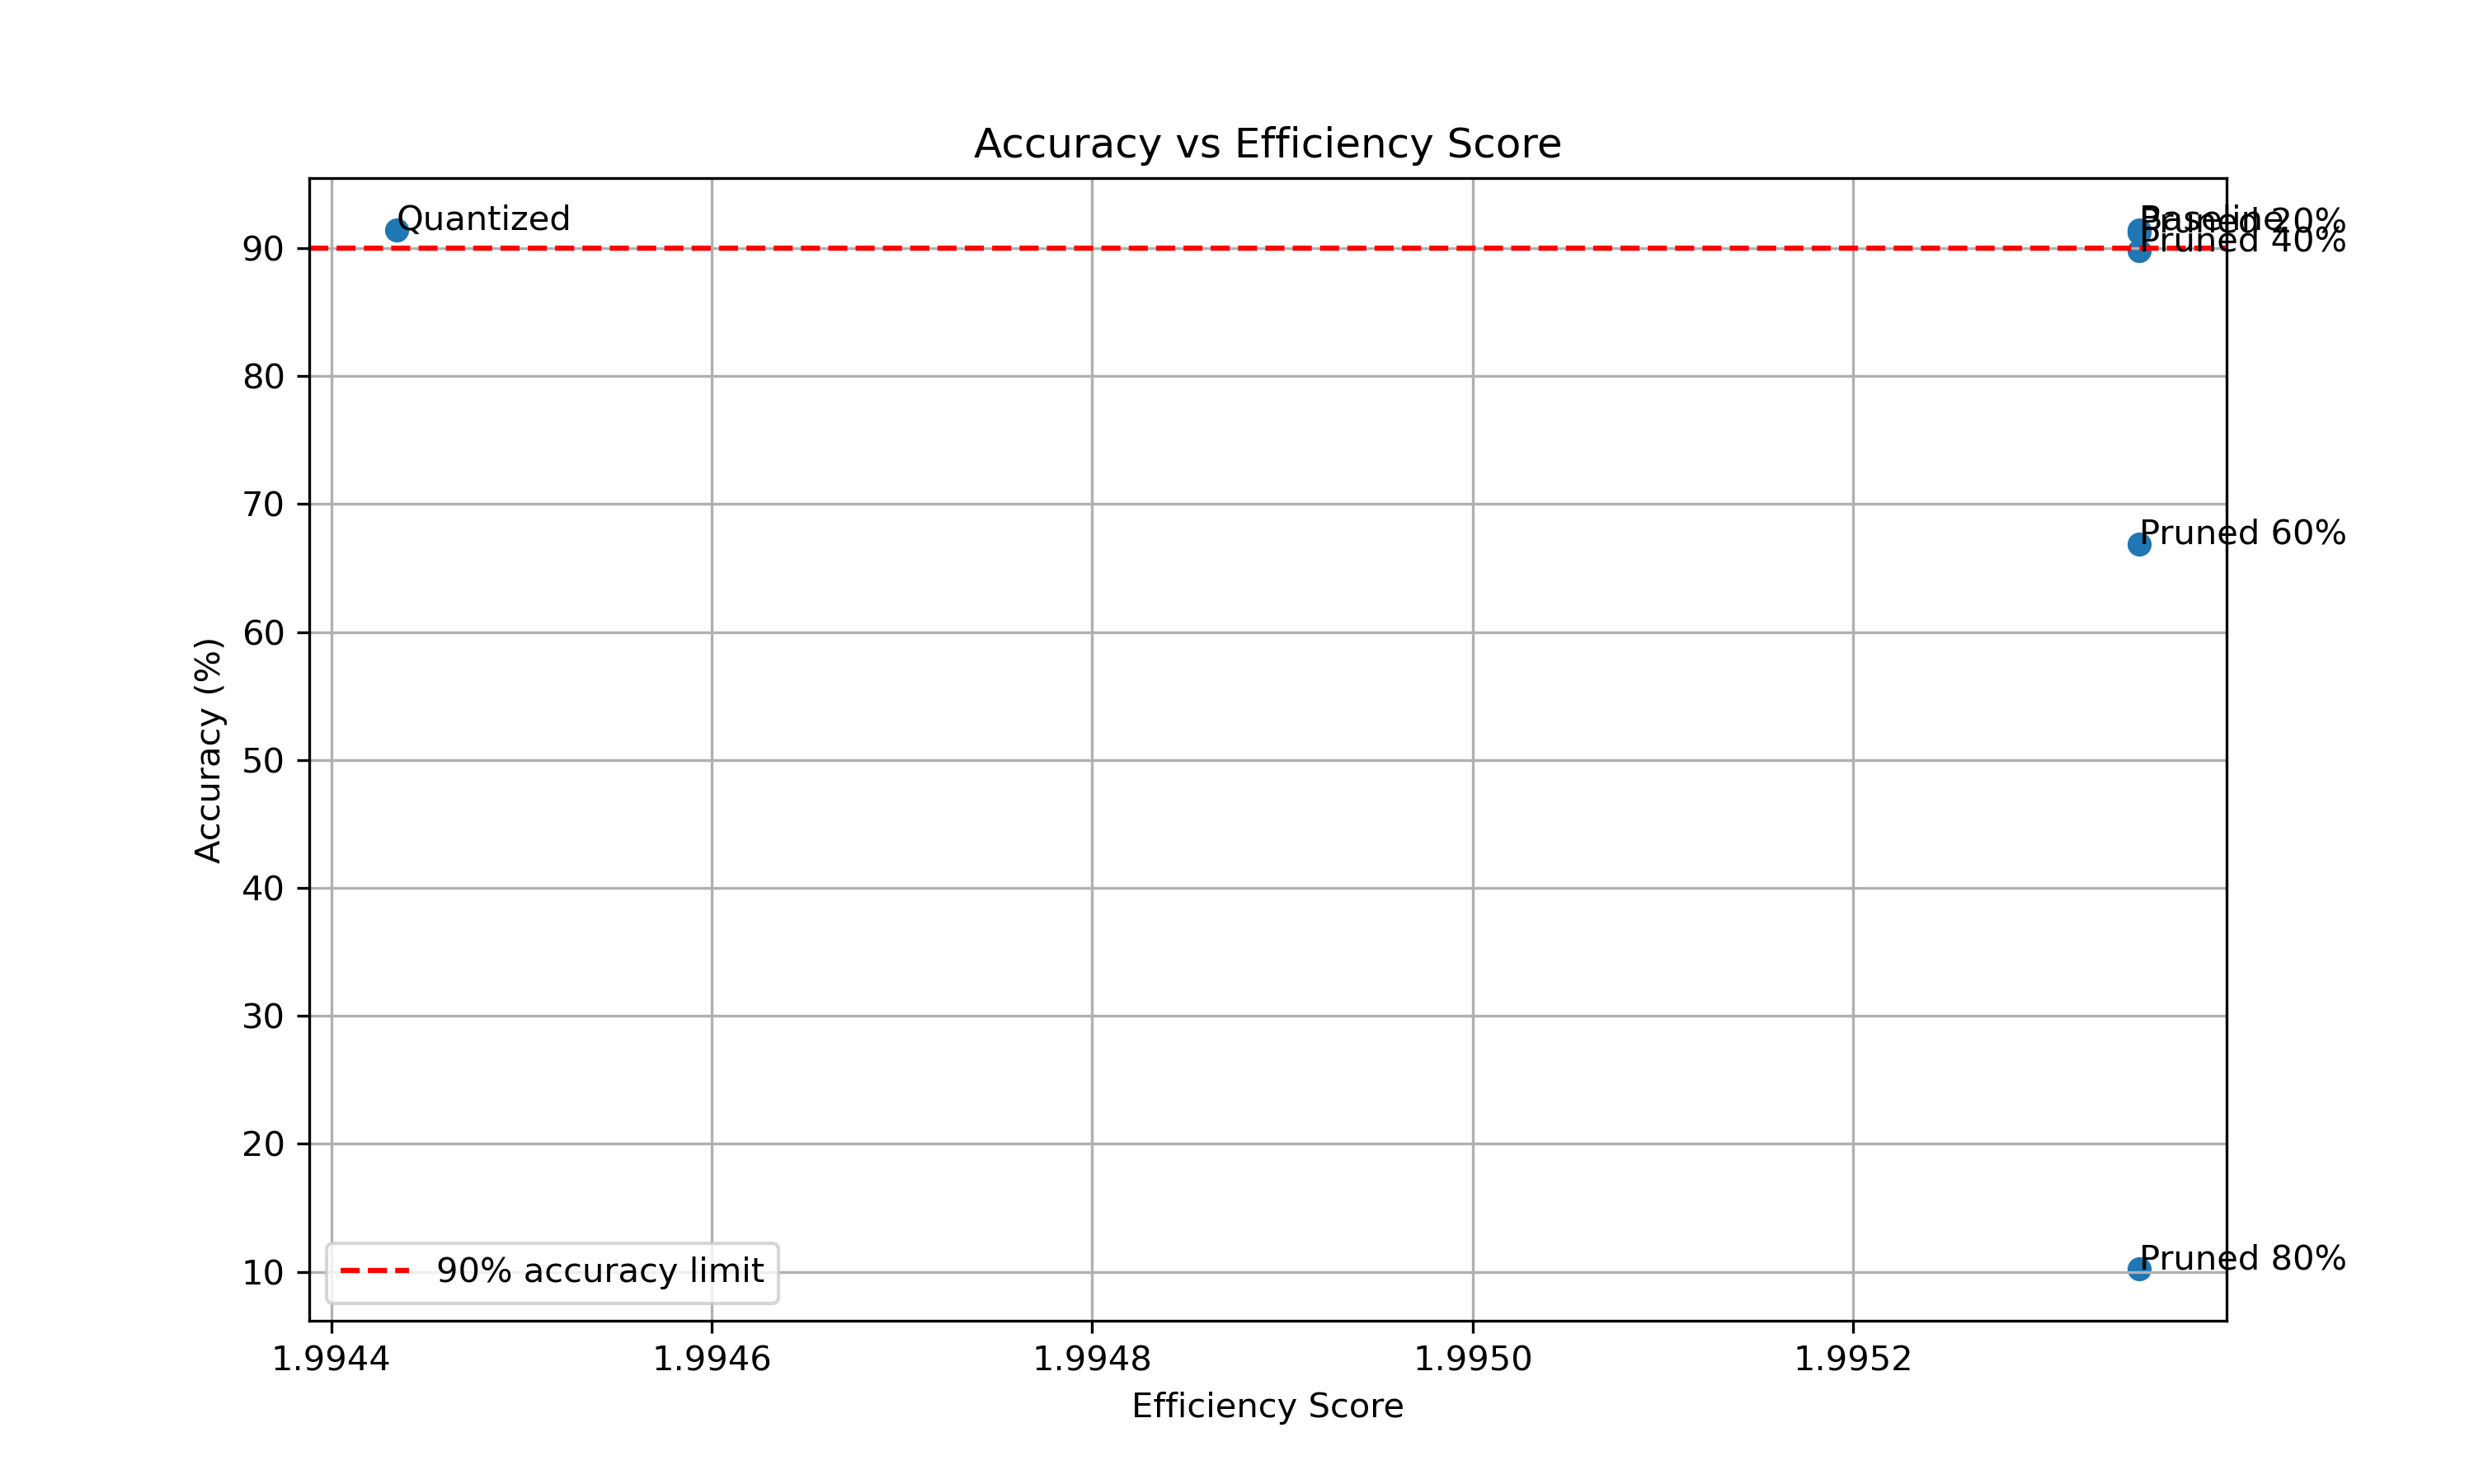 Accuracy vs Efficiency Score
Quantized
Baseline
Pruned 20%
Pruned 40%
Pruned 60%
Pruned 80%
90
80
70
60
50
40
30
20
10
Accuracy (%)
90% accuracy limit
1.9944 1.9946 1.9948 1.9950 1.9952
Efficiency Score